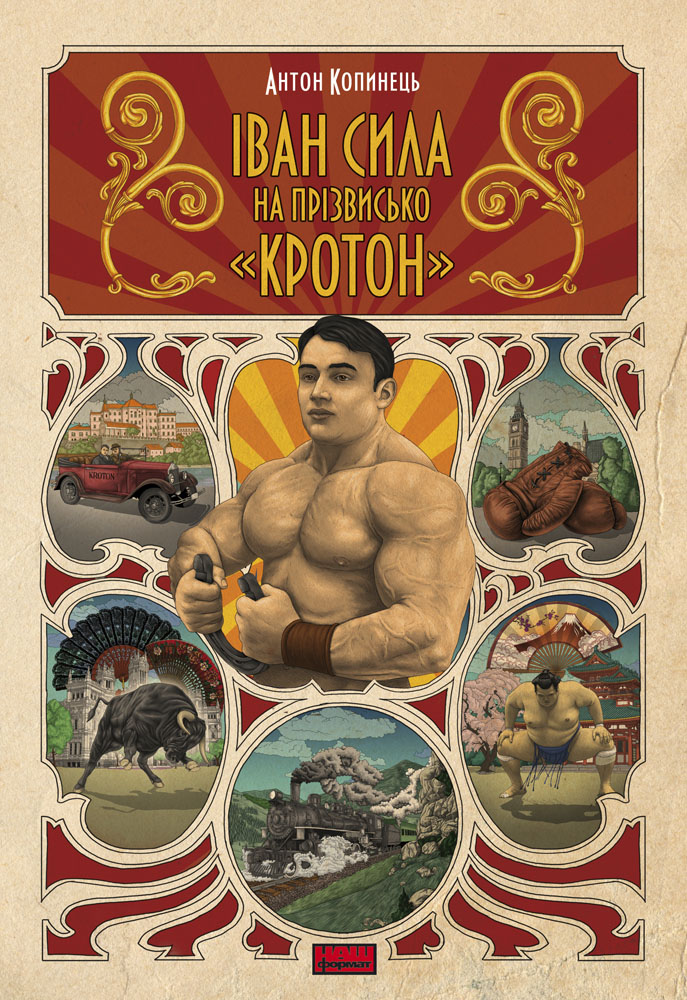 Антон Копинець
ІВАН СИЛА
НА ПРІЗВИСЬКО
«КРОТОН»
KROTON
НАШ
формат